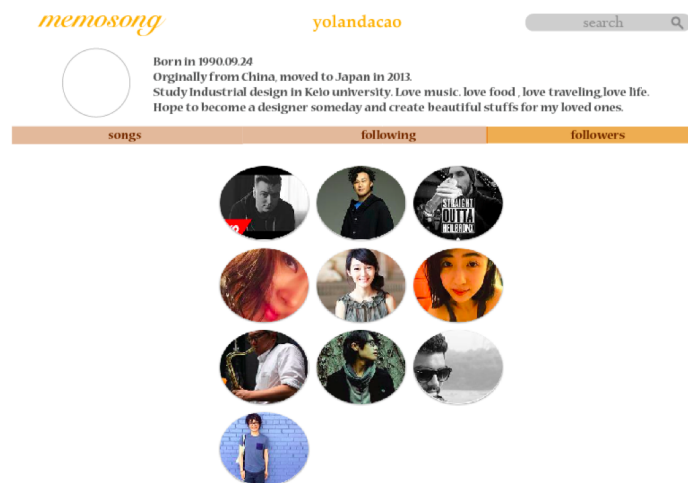 memosong
yolandacao
search
Born in 1990.09.24
Orginally from China, moved to Japan in 2013.
Study Industrial design in Keio university. Love music. love food , love traveling,love life.
Hope to become a designer someday and create beautiful stuffs for my loved ones.
songs
following
followers
STRAIGHT
OUTTA
HEILBRONX